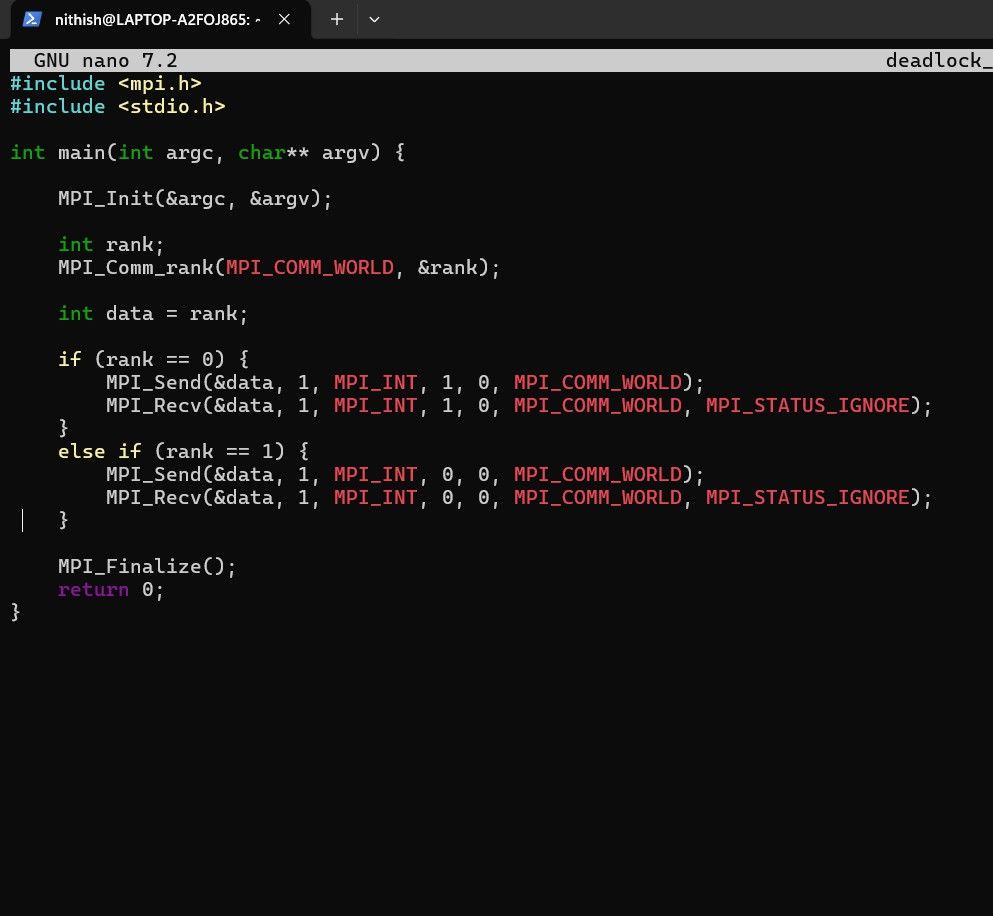 nithish@LAPTOP-A2FOJ865: ~
GNU nano 7.2 deadlock_
#include <mpi.h>
#include <stdio.h>

int main(int argc, char** argv) {

    MPI_Init(&argc, &argv);

    int rank;
    MPI_Comm_rank(MPI_COMM_WORLD, &rank);

    int data = rank;

    if (rank == 0) {
        MPI_Send(&data, 1, MPI_INT, 1, 0, MPI_COMM_WORLD);
        MPI_Recv(&data, 1, MPI_INT, 1, 0, MPI_COMM_WORLD, MPI_STATUS_IGNORE);
    }
    else if (rank == 1) {
        MPI_Send(&data, 1, MPI_INT, 0, 0, MPI_COMM_WORLD);
        MPI_Recv(&data, 1, MPI_INT, 0, 0, MPI_COMM_WORLD, MPI_STATUS_IGNORE);
    }

    MPI_Finalize();
    return 0;
}